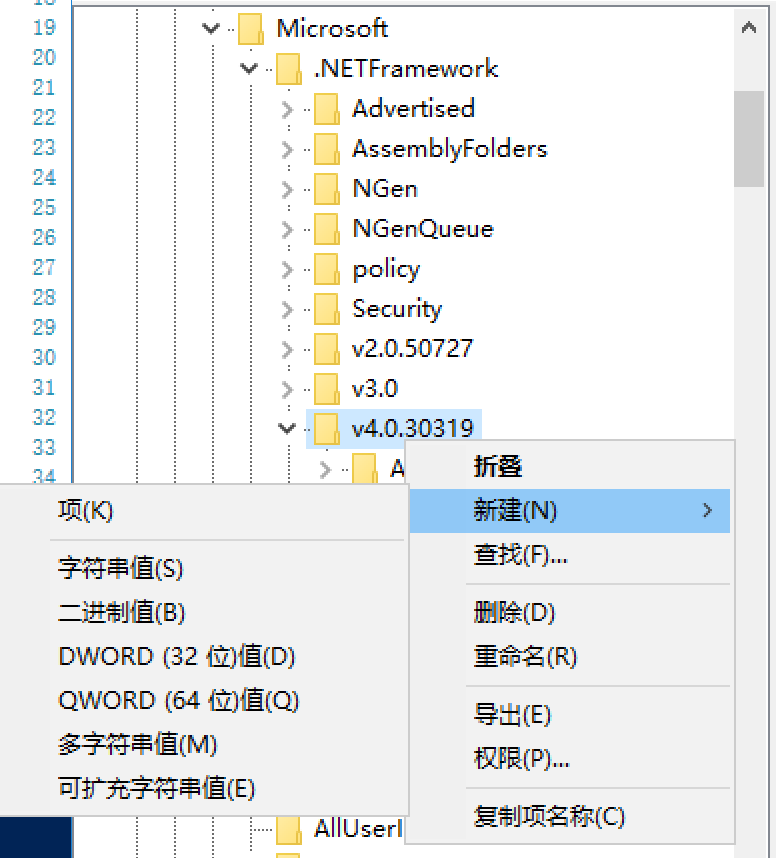 18
19
20
21
22
23
24
25
26
27
28
29
30
31
32
33
34
Microsoft
.NETFramework
Advertised
AssemblyFolders
NGen
NGenQueue
policy
Security
v2.0.50727
v3.0
v4.0.30319
A
折叠
新建(N)
查找(F)...
删除(D)
重命名(R)
导出(E)
权限(P)...
复制项名称(C)
项(K)
字符串值(S)
二进制值(B)
DWORD (32 位)值(D)
QWORD (64 位)值(Q)
多字符串值(M)
可扩充字符串值(E)